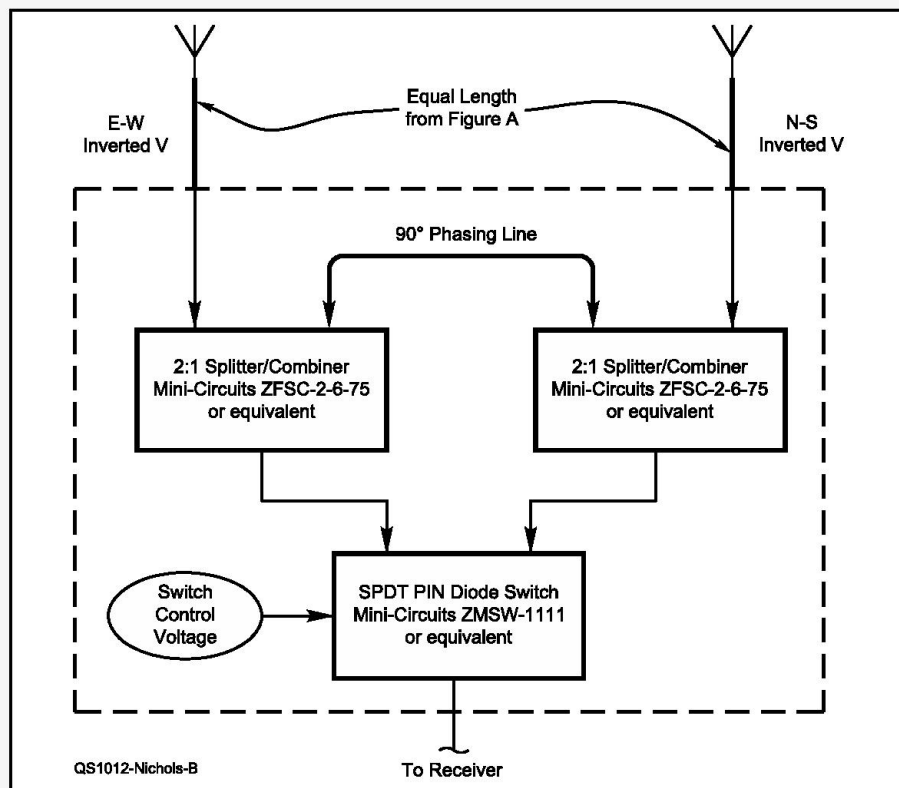 E-W
Inverted V
Equal Length
from Figure A
N-S
Inverted V
90° Phasing Line
2:1 Splitter/Combiner
Mini-Circuits ZFSC-2-6-75
or equivalent
2:1 Splitter/Combiner
Mini-Circuits ZFSC-2-6-75
or equivalent
Switch
Control
Voltage
SPDT PIN Diode Switch
Mini-Circuits ZMSW-1111
or equivalent
QS1012-Nichols-B
To Receiver